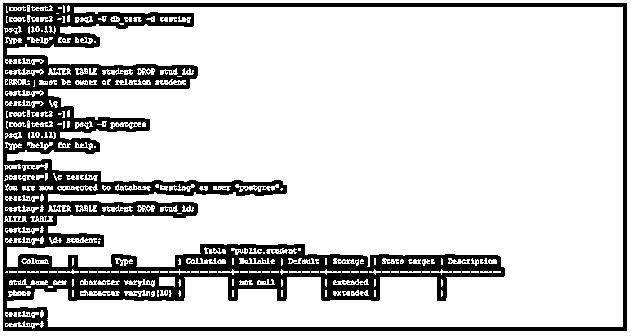 [root@test2 ~]#
[root@test2 ~]# psql -U db_test -d testing
psql (10.11)
Type "help" for help.
testing=>
testing=> ALTER TABLE student DROP stud_id;
ERROR: must be owner of relation student
testing=>
testing=> \q
[root@test2 ~]#
[root@test2 ~]# psql -U postgres
psql (10.11)
Type "help" for help.
postgres=#
postgres=# \c testing
You are now connected to database "testing" as user "postgres".
testing=#
testing=# ALTER TABLE student DROP stud_id;
ALTER TABLE
testing=#
testing=# \d+ student;
Table "public.student"
Column | Type | Collation | Nullable | Default | Storage | Stats target | Description
stud_name_new | character varying | | not null | | extended | |
phone | character varying(10) | | | | extended | |
testing=#
testing=#